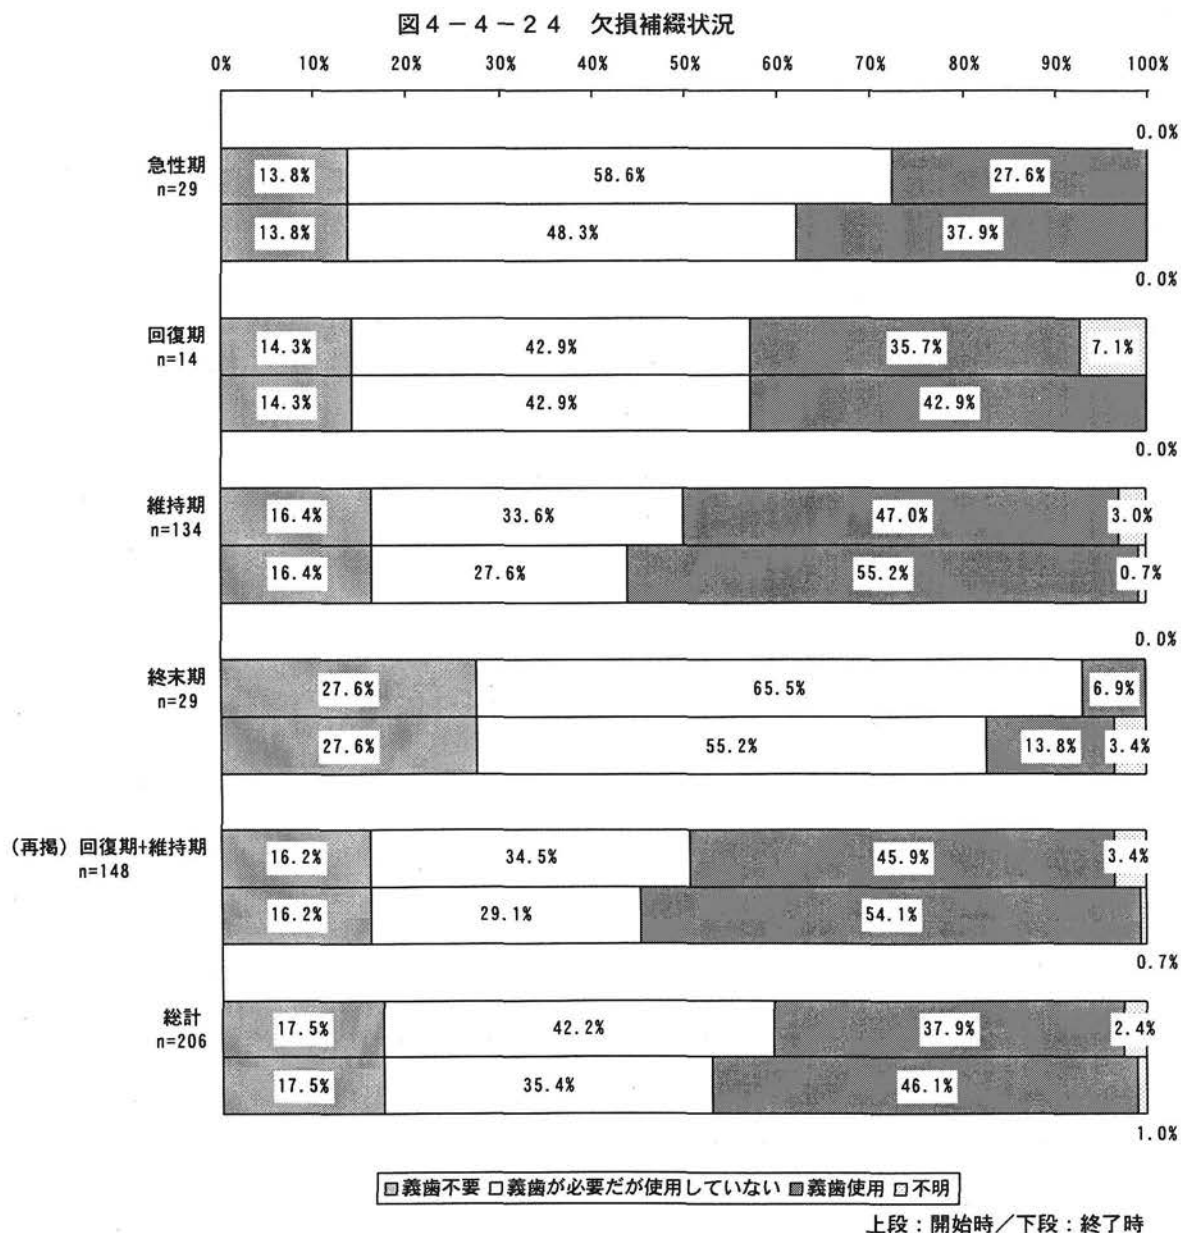 図４－４－２４　欠損補綴状況
0% 10% 20% 30% 40% 50% 60% 70% 80% 90% 100%
0.0%
急性期
n=29
13.8% 58.6% 27.6%
13.8% 48.3% 37.9%
0.0%
回復期
n=14
14.3% 42.9% 35.7% 7.1%
14.3% 42.9% 42.9%
0.0%
維持期
n=134
16.4% 33.6% 47.0% 3.0%
16.4% 27.6% 55.2% 0.7%
0.0%
終末期
n=29
27.6% 65.5% 6.9%
27.6% 55.2% 13.8% 3.4%
（再掲）回復期+維持期
n=148
16.2% 34.5% 45.9% 3.4%
16.2% 29.1% 54.1%
0.7%
総計
n=206
17.5% 42.2% 37.9% 2.4%
17.5% 35.4% 46.1%
1.0%
義歯不要 義歯が必要だが使用していない 義歯使用 不明
上段：開始時／下段：終了時